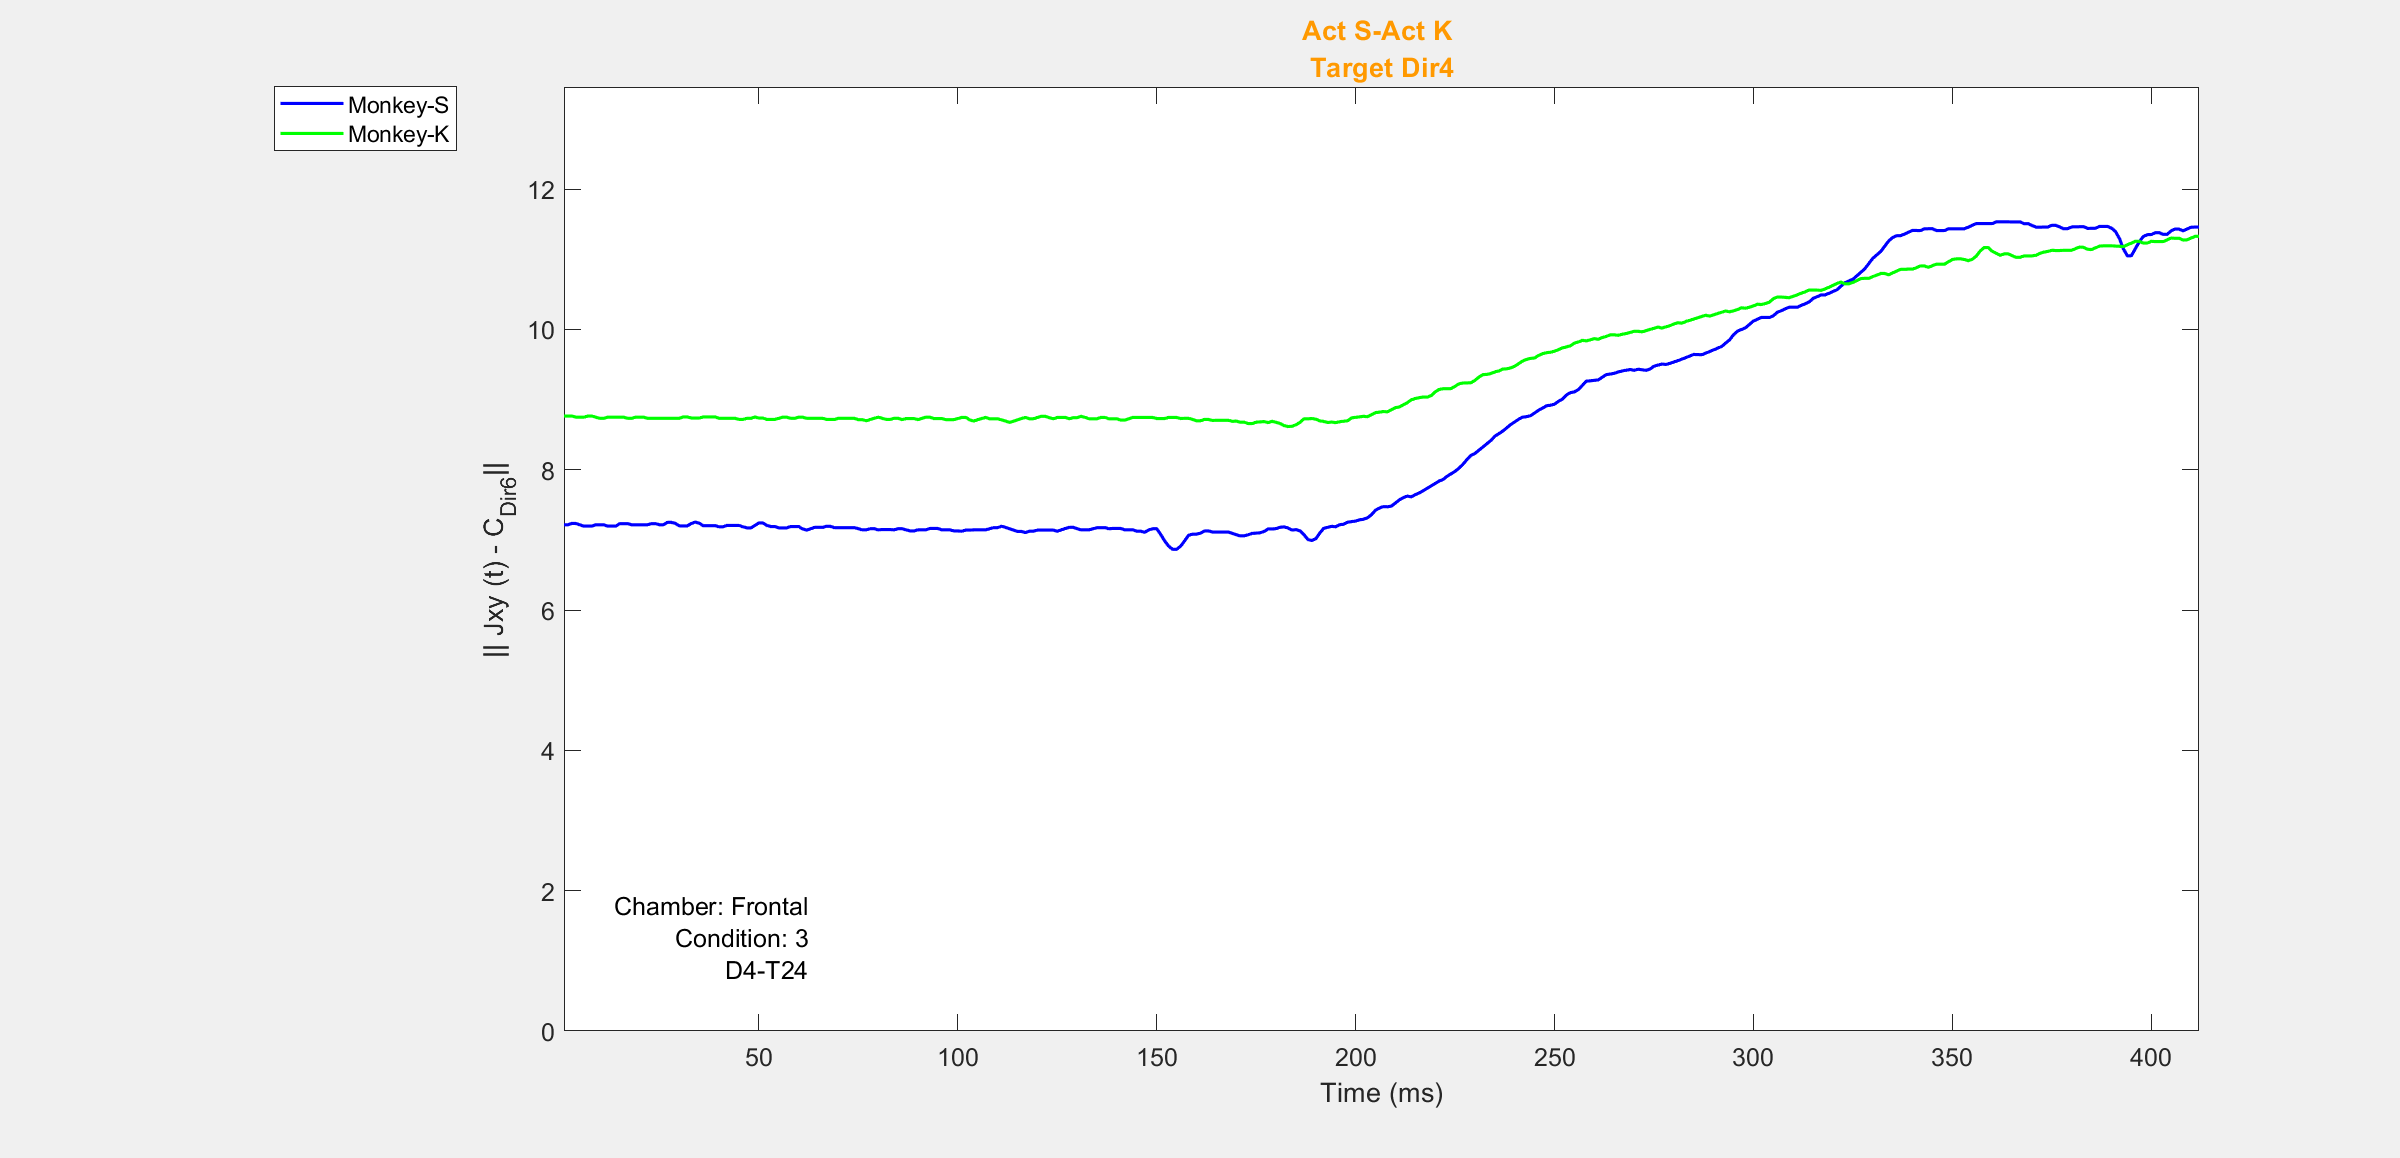 Act S-Act K
Target Dir4
Monkey-S
Monkey-K
12
10
8
6
4
2
0
|| Jxy (t) - C_Dir6||
Chamber: Frontal
Condition: 3
D4-T24
50 100 150 200 250 300 350 400
Time (ms)